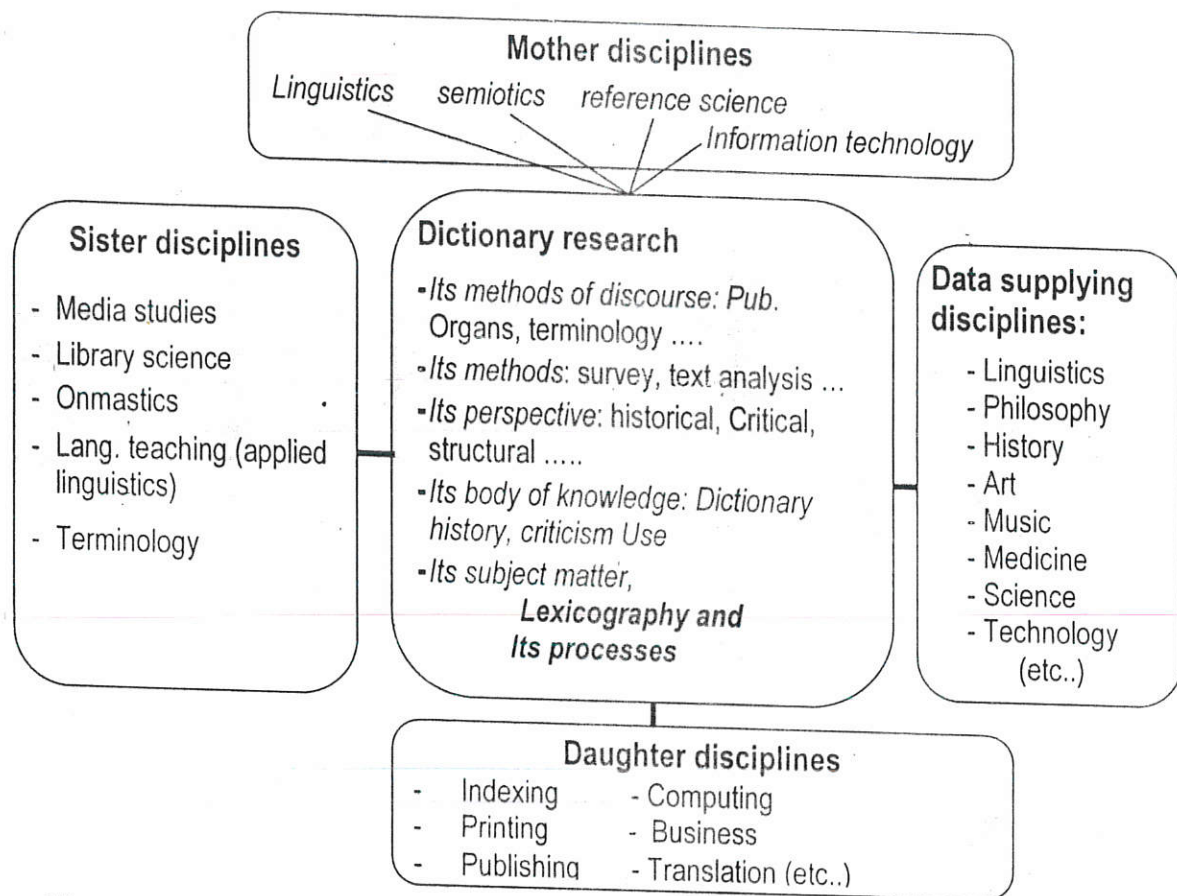 Mother disciplines
Linguistics semiotics reference science
Information technology
Sister disciplines
- Media studies
- Library science
- Onmastics
- Lang. teaching (applied
linguistics)
- Terminology
Dictionary research
-Its methods of discourse: Pub.
Organs, terminology ....
-Its methods: survey, text analysis ...
-Its perspective: historical, Critical,
structural .....
-Its body of knowledge: Dictionary
history, criticism Use
-Its subject matter,
Lexicography and
Its processes
Data supplying
disciplines:
- Linguistics
- Philosophy
- History
- Art
- Music
- Medicine
- Science
- Technology
(etc..)
Daughter disciplines
- Indexing - Computing
- Printing - Business
- Publishing - Translation (etc..)